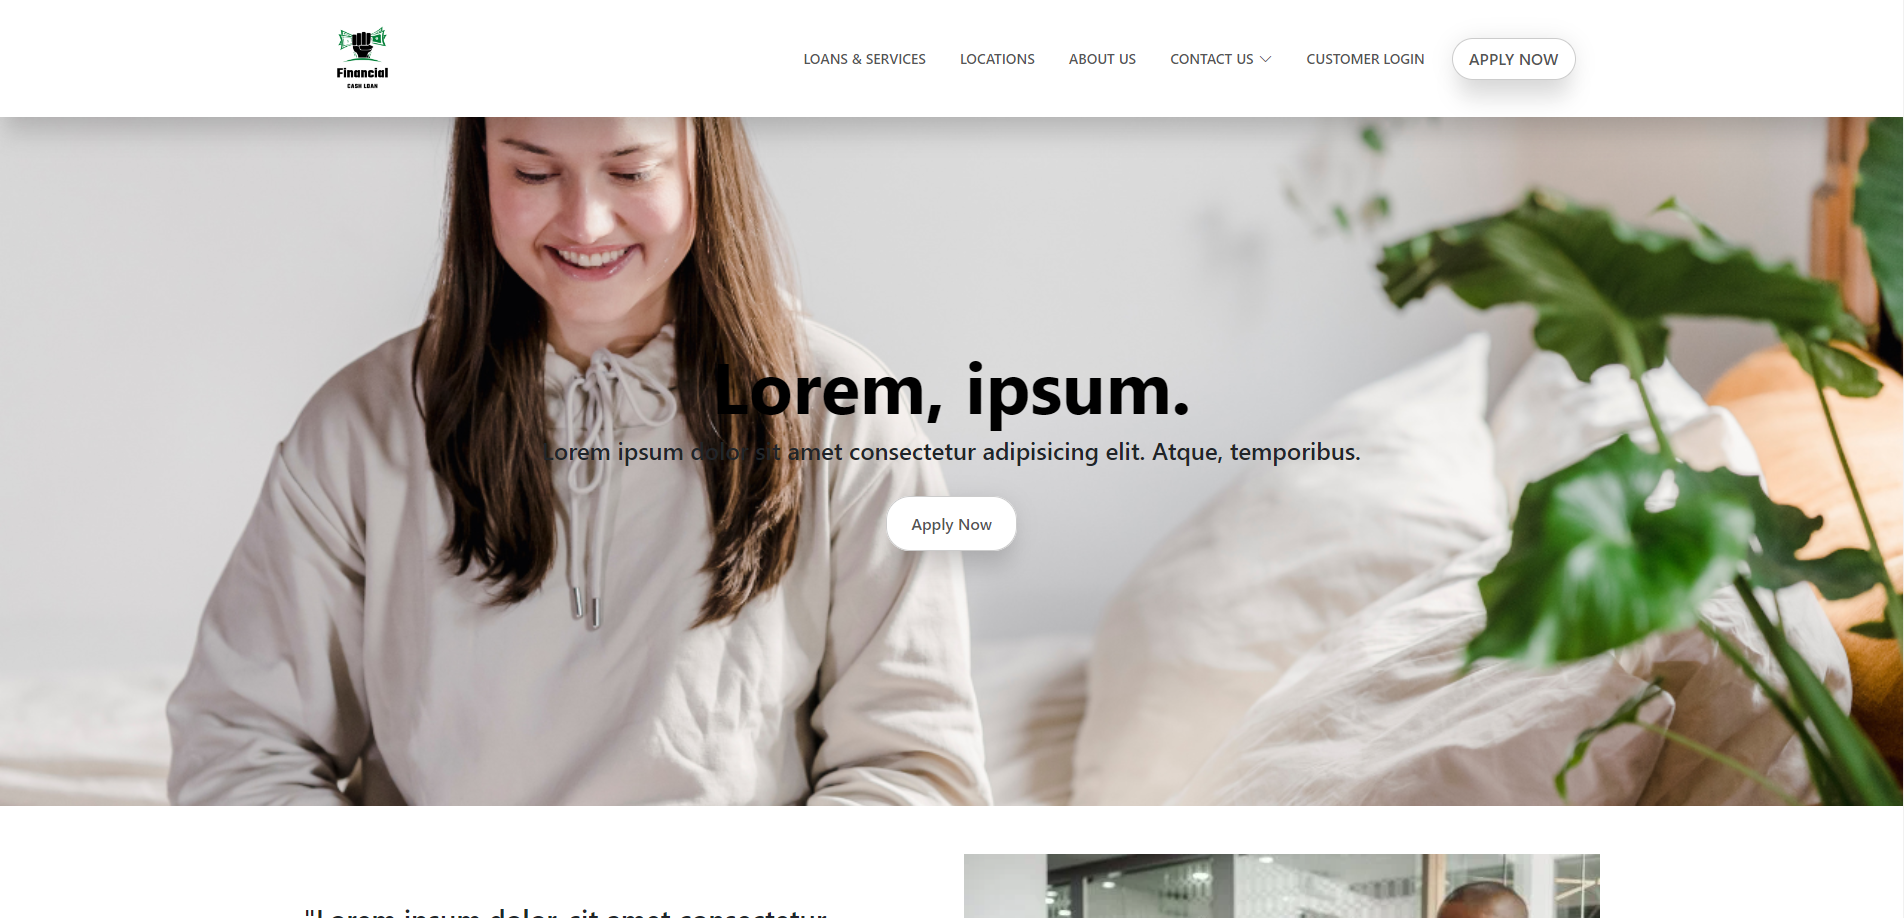 Financial
CASH LOAN
LOANS & SERVICES
LOCATIONS
ABOUT US
CONTACT US
CUSTOMER LOGIN
APPLY NOW
Lorem, ipsum.
Lorem ipsum dolor sit amet consectetur adipisicing elit. Atque, temporibus.
Apply Now
"Lorem ipsum dolor, sit amet consectetur